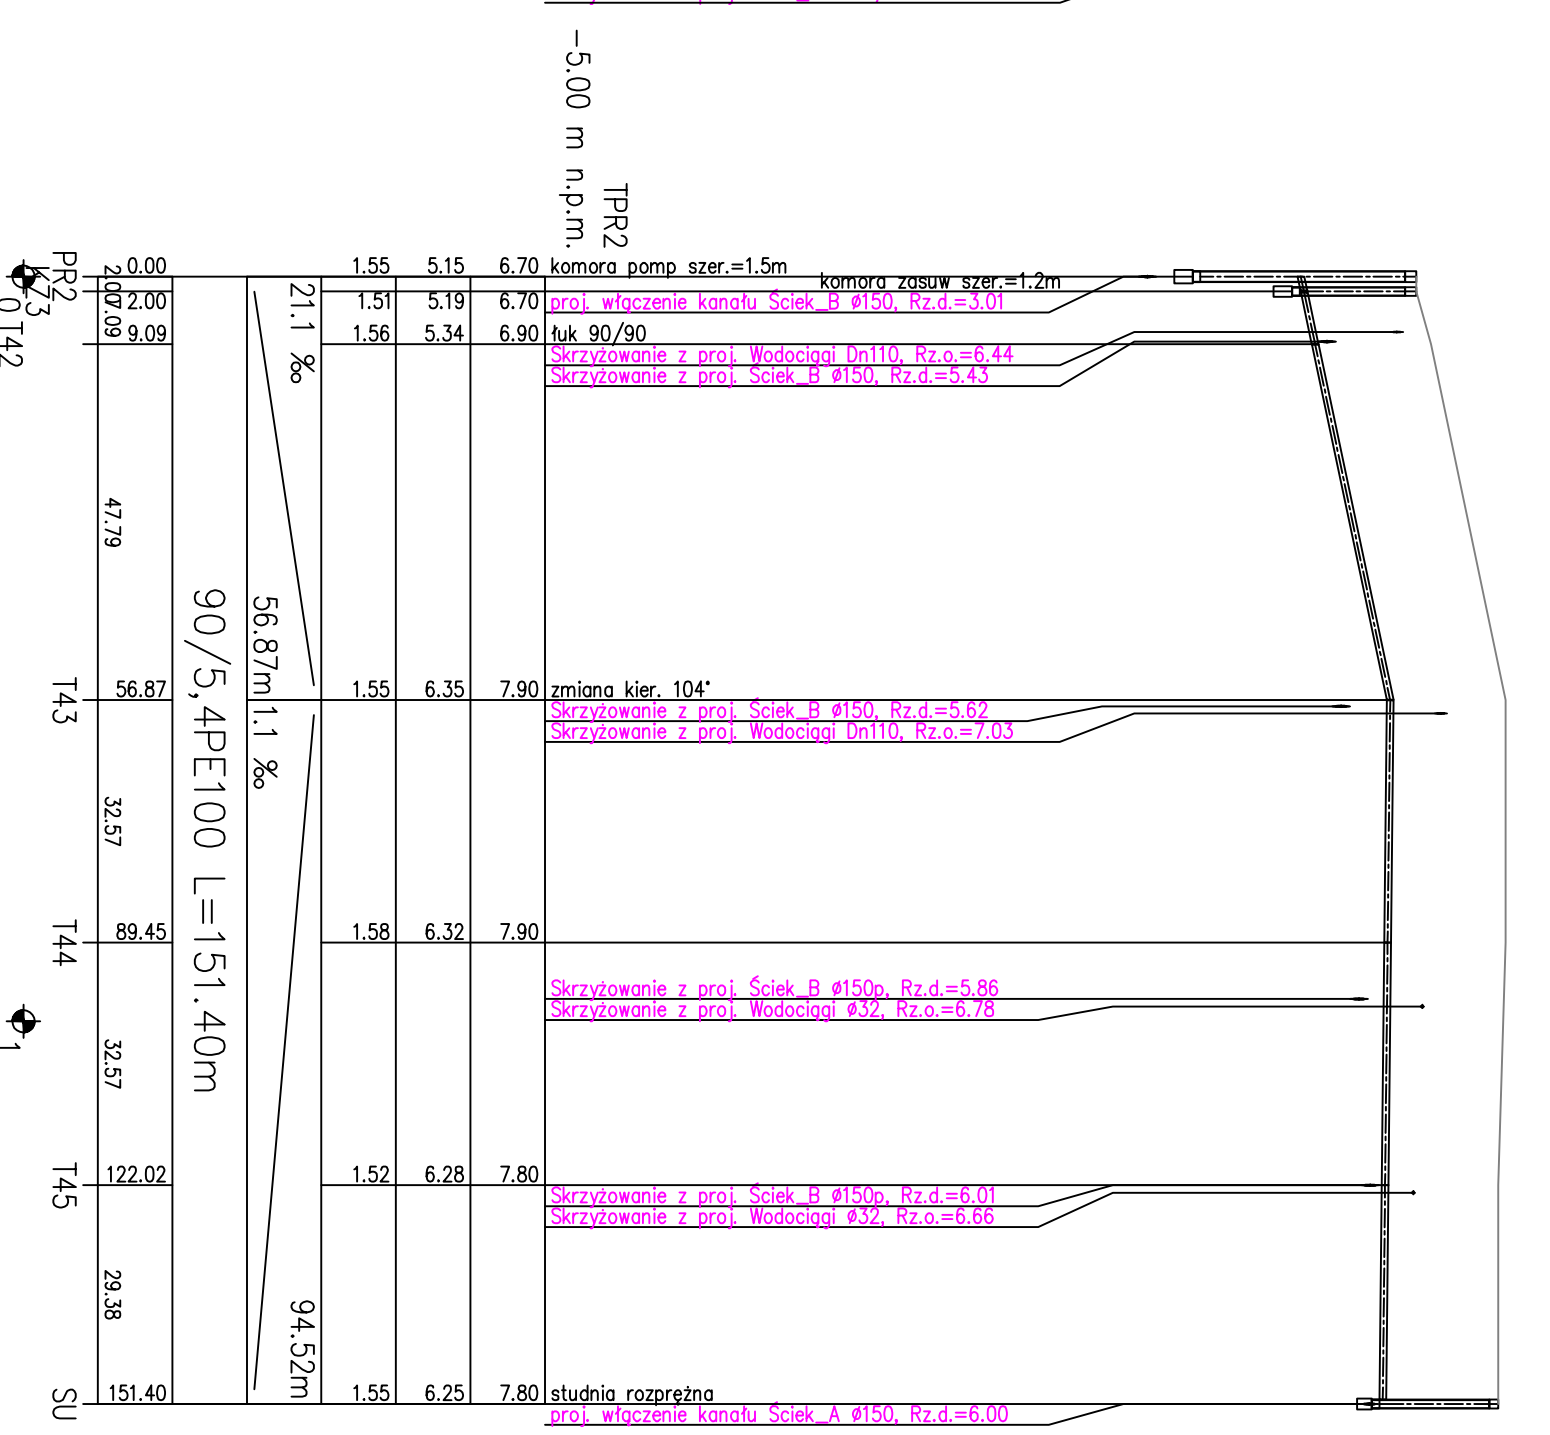 -5.00 m n.p.m.
TPR2
PR2
2.00
0.00
1.55
5.15
6.70
komora pomp szer.=1.5m
komora zasuw szer.=1.2m
KZ3
7.09
2.00
1.51
5.19
6.70
proj. włączenie kanału Ściek_B ø150, Rz.d.=3.01
0
T42
9.09
1.56
5.34
6.90
łuk 90/90
Skrzyżowanie z proj. Wodociągi Dn110, Rz.o.=6.44
Skrzyżowanie z proj. Ściek_B ø150, Rz.d.=5.43
21.1 ‰
56.87m
47.79
T43
56.87
1.55
6.35
7.90
zmiana kier. 104°
Skrzyżowanie z proj. Ściek_B ø150, Rz.d.=5.62
Skrzyżowanie z proj. Wodociągi Dn110, Rz.o.=7.03
1.1 ‰
90/5,4PE100 L=151.40m
32.57
T44
89.45
1.58
6.32
7.90
Skrzyżowanie z proj. Ściek_B ø150p, Rz.d.=5.86
Skrzyżowanie z proj. Wodociągi ø32, Rz.o.=6.78
1
32.57
T45
122.02
1.52
6.28
7.80
Skrzyżowanie z proj. Ściek_B ø150p, Rz.d.=6.01
Skrzyżowanie z proj. Wodociągi ø32, Rz.o.=6.66
29.38
94.52m
SU
151.40
1.55
6.25
7.80
studnia rozprężna
proj. włączenie kanału Ściek_A ø150, Rz.d.=6.00